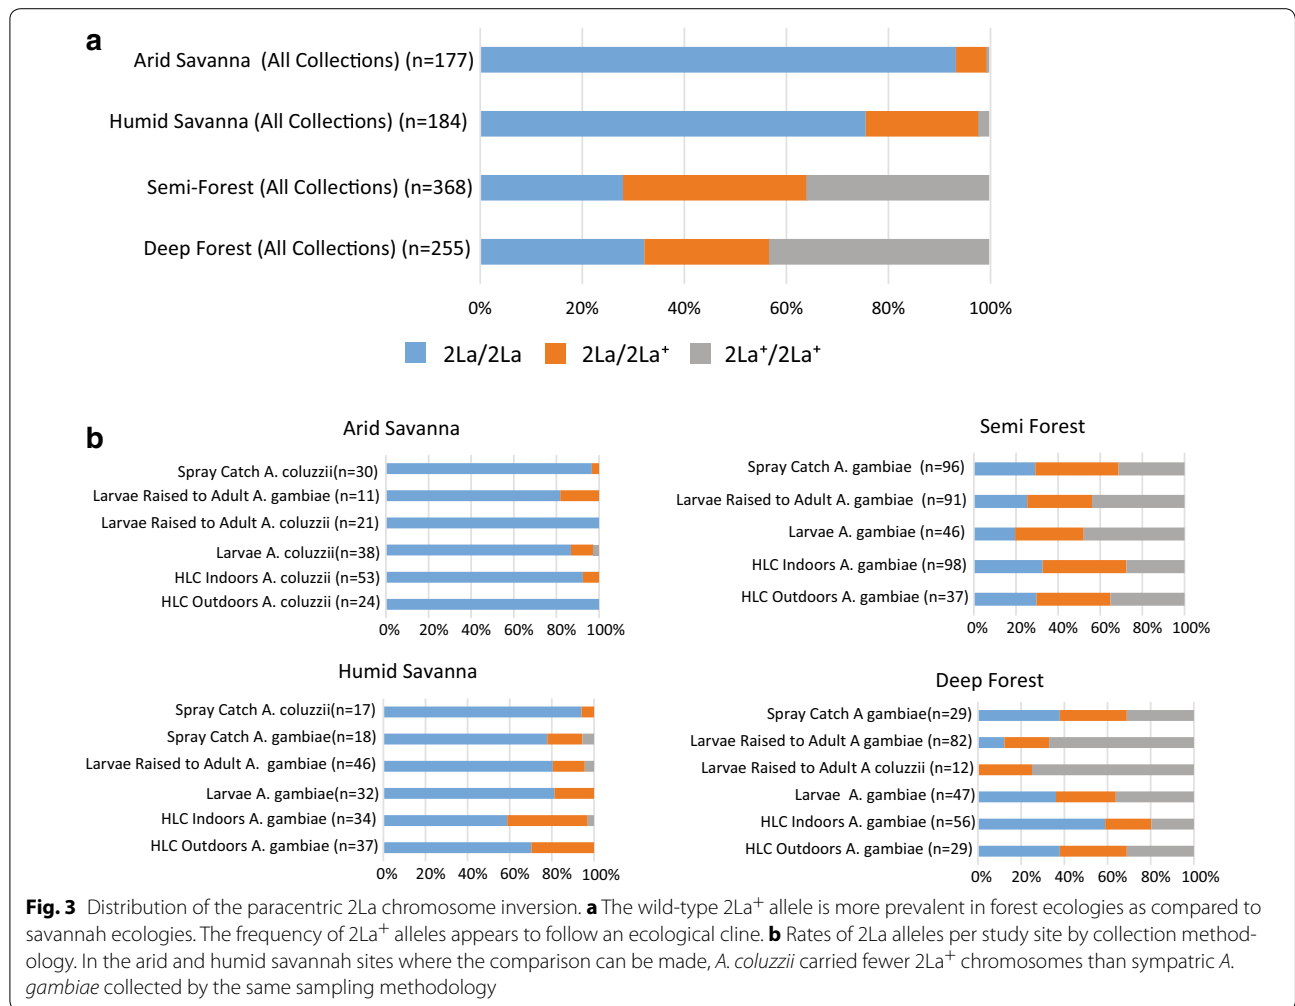 a
Arid Savanna (All Collections) (n=177)
Humid Savanna (All Collections) (n=184)
Semi-Forest (All Collections) (n=368)
Deep Forest (All Collections) (n=255)
0% 20% 40% 60% 80% 100%
2La/2La 2La/2La⁺ 2La⁺/2La⁺
b
Arid Savanna
Spray Catch A. coluzzii(n=30)
Larvae Raised to Adult A. gambiae (n=11)
Larvae Raised to Adult A. coluzzii (n=21)
Larvae A. coluzzii(n=38)
HLC Indoors A. coluzzii (n=53)
HLC Outdoors A. coluzzii (n=24)
0% 20% 40% 60% 80% 100%
Semi Forest
Spray Catch A. gambiae (n=96)
Larvae Raised to Adult A. gambiae (n=91)
Larvae A. gambiae (n=46)
HLC Indoors A. gambiae (n=98)
HLC Outdoors A. gambiae (n=37)
0% 20% 40% 60% 80% 100%
Humid Savanna
Spray Catch A. coluzzii(n=17)
Spray Catch A. gambiae(n=18)
Larvae Raised to Adult A. gambiae (n=46)
Larvae A. gambiae(n=32)
HLC Indoors A gambiae (n=34)
HLC Outdoors A. gambiae (n=37)
0% 20% 40% 60% 80% 100%
Deep Forest
Spray Catch A gambiae(n=29)
Larvae Raised to Adult A gambiae (n=82)
Larvae Raised to Adult A coluzzii (n=12)
Larvae A. gambiae (n=47)
HLC Indoors A. gambiae (n=56)
HLC Outdoors A. gambiae (n=29)
0% 20% 40% 60% 80% 100%
Fig. 3 Distribution of the paracentric 2La chromosome inversion. a The wild-type 2La⁺ allele is more prevalent in forest ecologies as compared to
savannah ecologies. The frequency of 2La⁺ alleles appears to follow an ecological cline. b Rates of 2La alleles per study site by collection method-
ology. In the arid and humid savannah sites where the comparison can be made, A. coluzzii carried fewer 2La⁺ chromosomes than sympatric A.
gambiae collected by the same sampling methodology